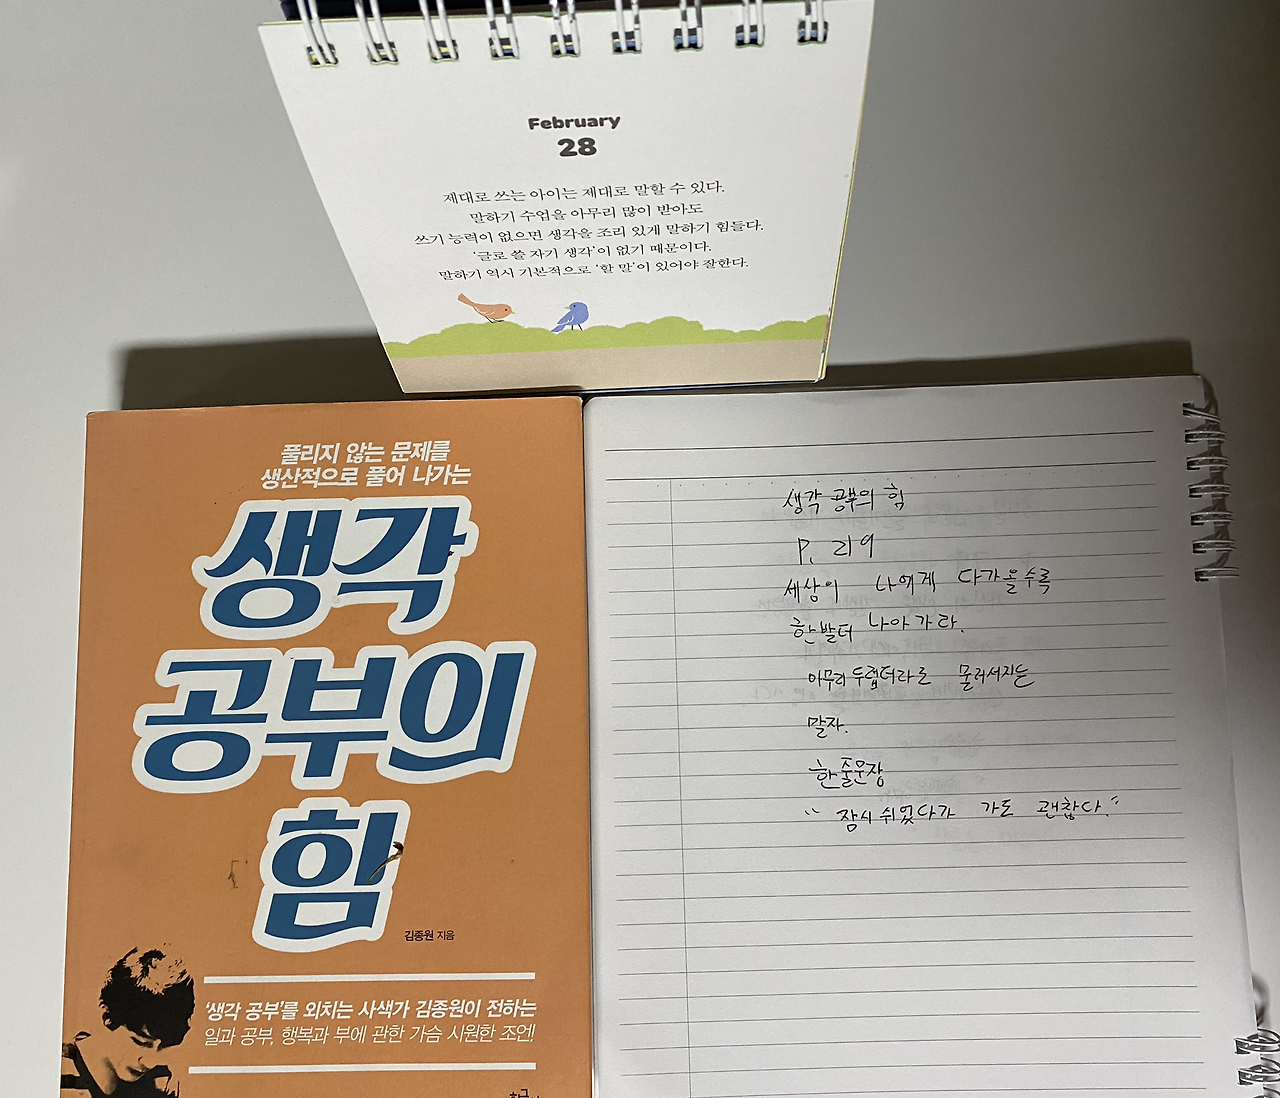 February
28
제대로 쓰는 아이는 제대로 말할 수 있다.
말하기 수업을 아무리 많이 받아도
쓰기 능력이 없으면 생각을 조리 있게 말하기 힘들다.
'글로 쓸 자기 생각'이 없기 때문이다.
말하기 역시 기본적으로 '할 말'이 있어야 잘한다.
풀리지 않는 문제를
생산적으로 풀어 나가는
생각
공부의
힘
김종원 지음
'생각 공부'를 외치는 사색가 김종원이 전하는
일과 공부, 행복과 부에 관한 가슴 시원한 조언!
생각 공부의 힘
P. 219
세상이 나에게 다가올수록
한발더 나아가라.
아무리 두렵더라도 물러서지는
말자.
한줄문장
"잠시 쉬었다가 가도 괜찮다."